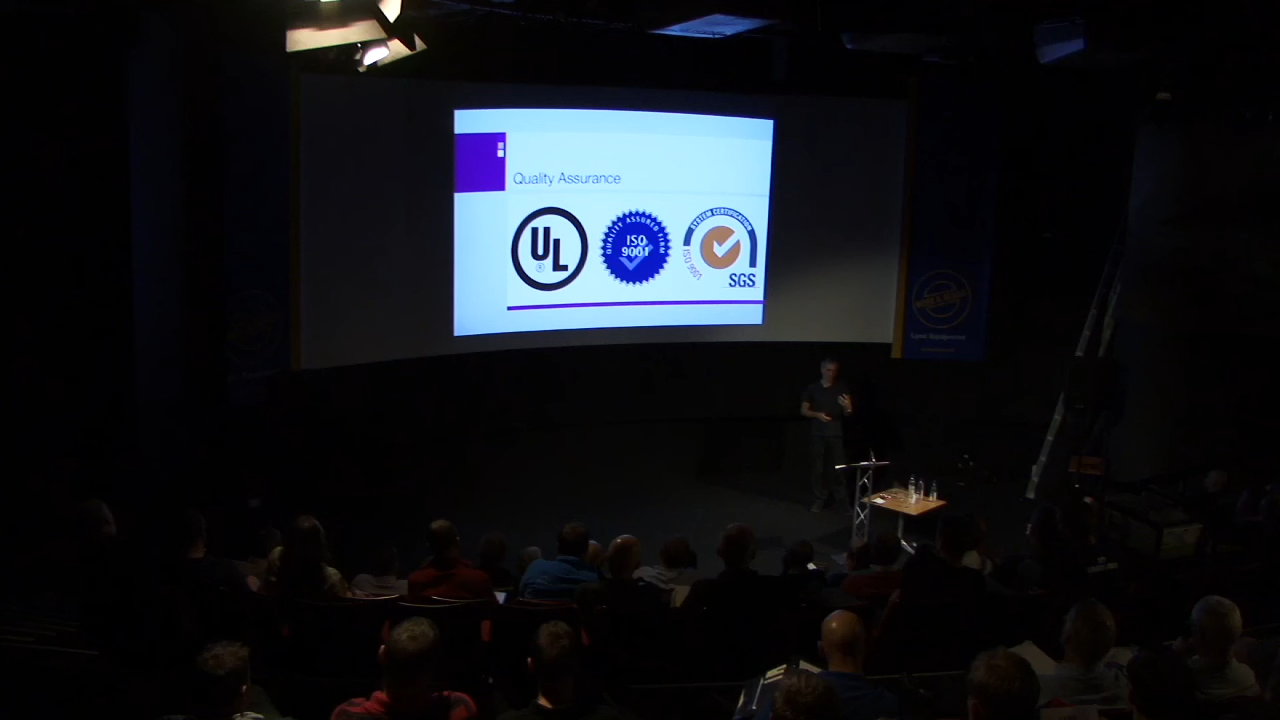 Quality Assurance
UL
®
QUALITY ASSURED FIRM
ISO
9001
SYSTEM CERTIFICATION
ISO 9001
SGS